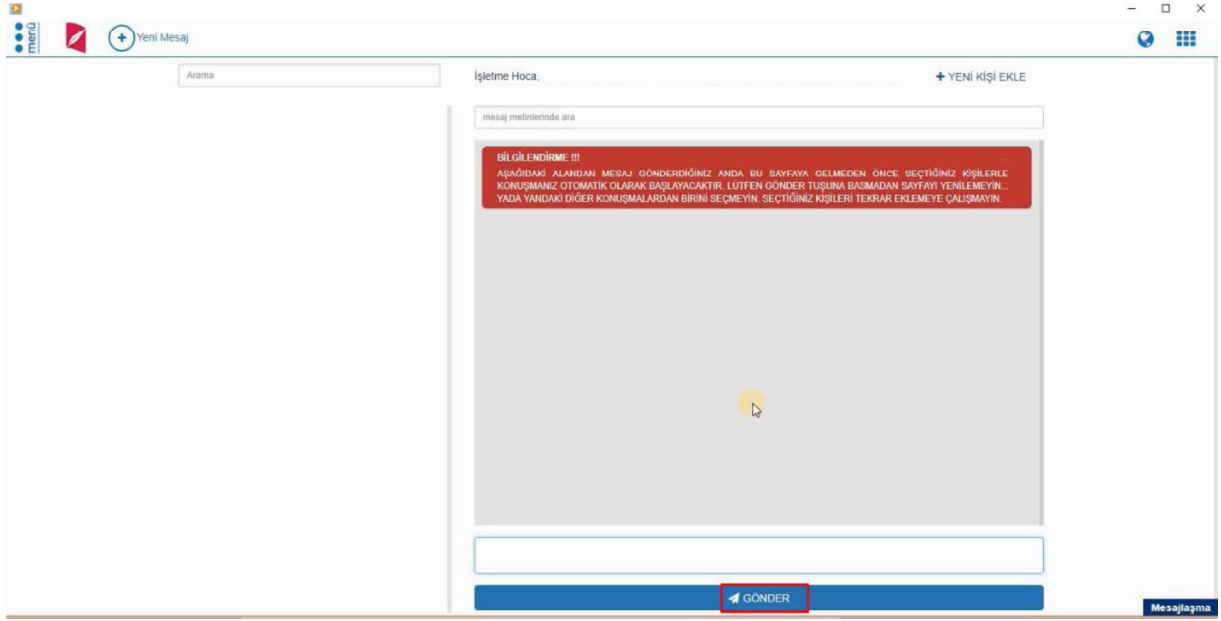 menü
Yeni Mesaj
Arama
İşletme Hoca,
+ YENİ KİŞİ EKLE
mesaj metinlerinde ara
BİLGİLENDİRME !!!
AŞAĞIDAKİ ALANDAN MESAJ GÖNDERDİĞİNİZ ANDA BU SAYFAYA GELMEDEN ÖNCE SEÇTİĞİNİZ KİŞİLERLE
KONUŞMANIZ OTOMATİK OLARAK BAŞLAYACAKTIR. LÜTFEN GÖNDER TUŞUNA BASMADAN SAYFAYI YENİLEMEYİN...
YADA YANDAKİ DİĞER KONUŞMALARDAN BİRİNİ SEÇMEYİN. SEÇTİĞİNİZ KİŞİLERİ TEKRAR EKLEMEYE ÇALIŞMAYIN.
GÖNDER
Mesajlaşma